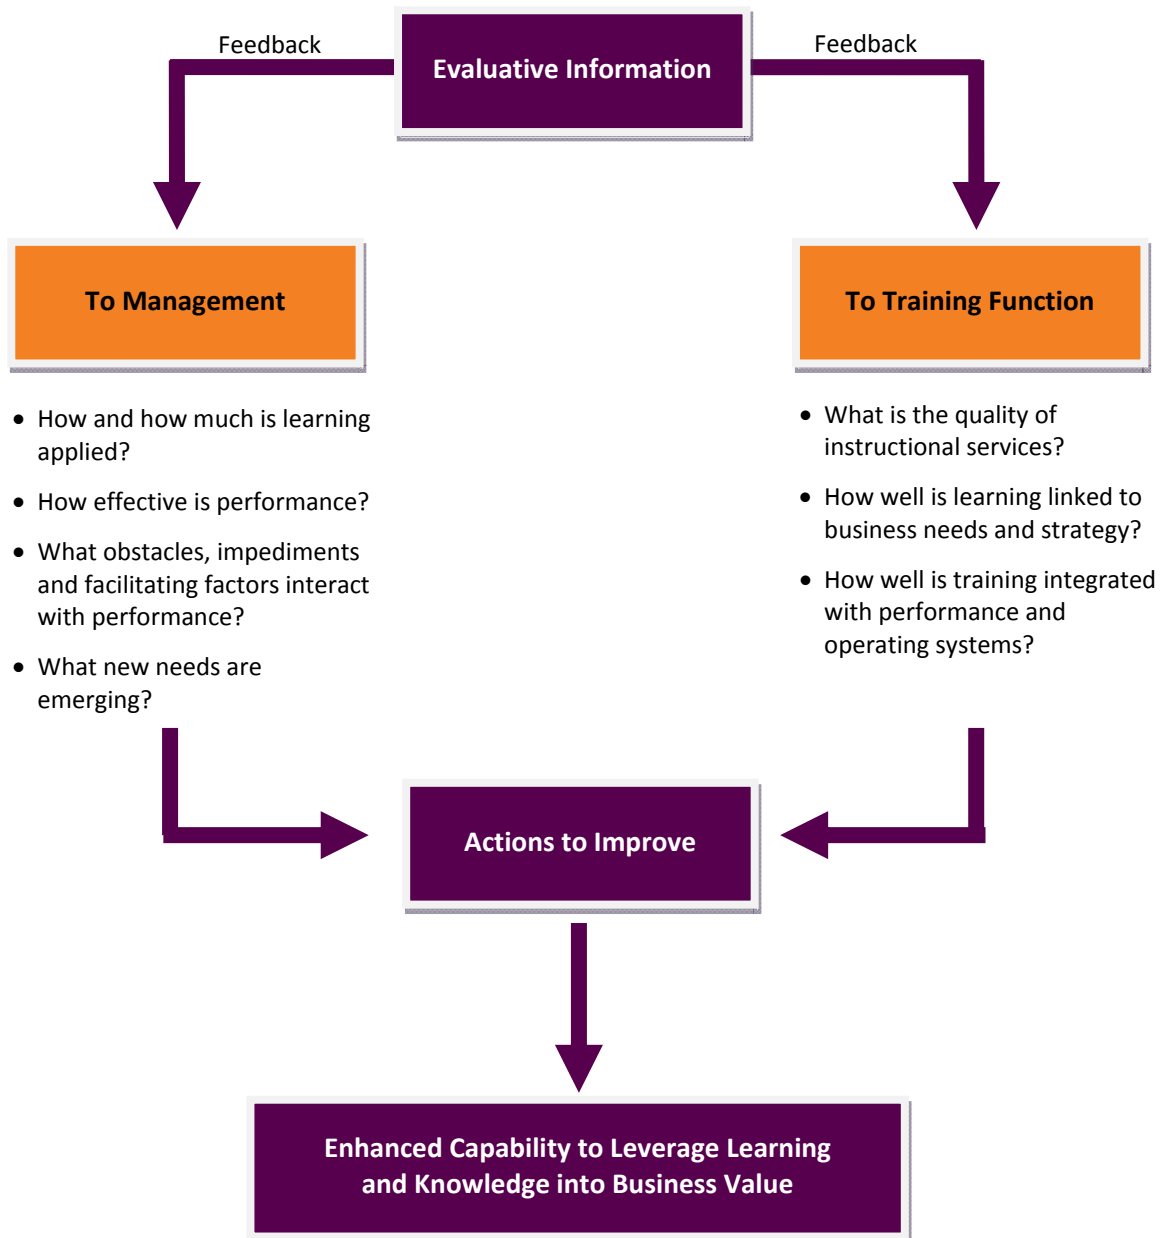 Feedback
Evaluative Information
Feedback
To Management
• How and how much is learning
applied?
• How effective is performance?
• What obstacles, impediments
and facilitating factors interact
with performance?
• What new needs are
emerging?
To Training Function
• What is the quality of
instructional services?
• How well is learning linked to
business needs and strategy?
• How well is training integrated
with performance and
operating systems?
Actions to Improve
Enhanced Capability to Leverage Learning
and Knowledge into Business Value